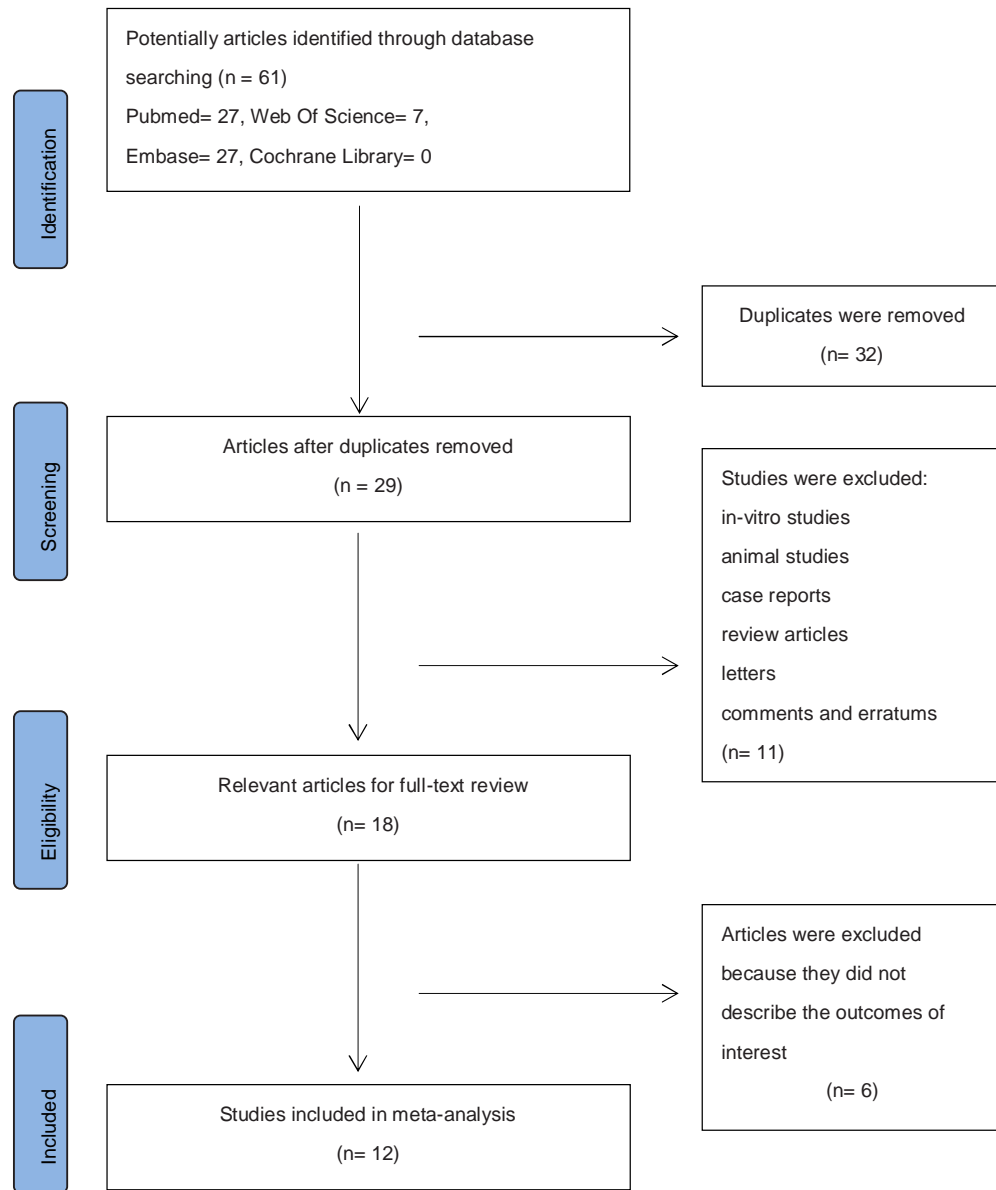 Potentially articles identified through database
searching (n = 61)
Pubmed= 27, Web Of Science= 7,
Embase= 27, Cochrane Library= 0
Identification
Duplicates were removed
(n= 32)
Screening
Articles after duplicates removed
(n = 29)
Studies were excluded:
in-vitro studies
animal studies
case reports
review articles
letters
comments and erratums
(n= 11)
Eligibility
Relevant articles for full-text review
(n= 18)
Articles were excluded
because they did not
describe the outcomes of
interest
(n= 6)
Included
Studies included in meta-analysis
(n= 12)